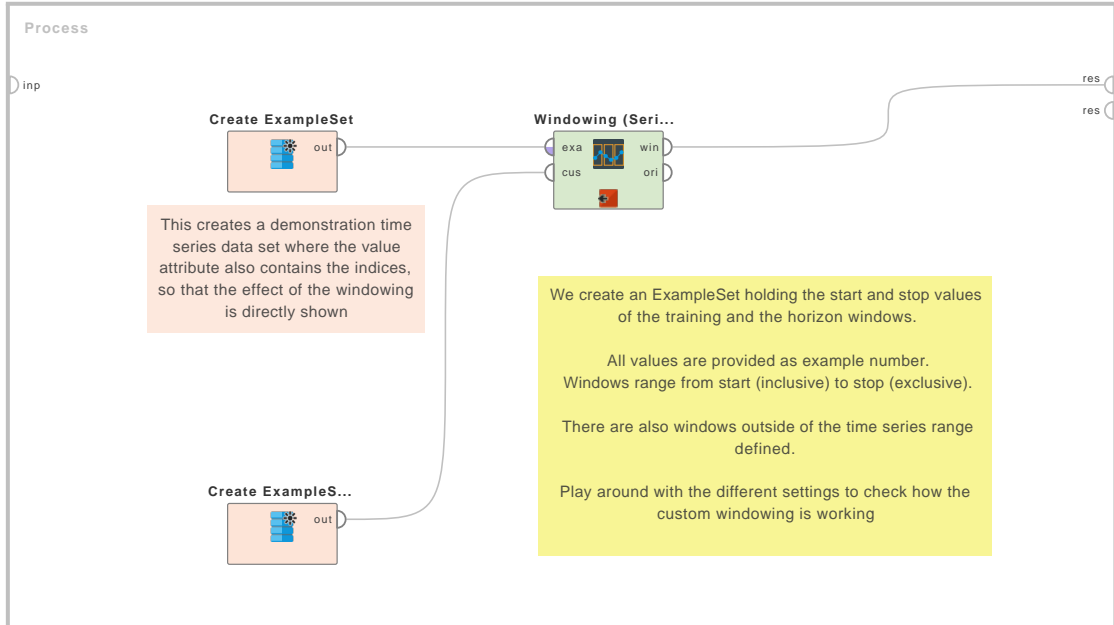 Process
inp
res
res
Create ExampleSet
out
Windowing (Seri...
exa
win
cus
ori
This creates a demonstration time
series data set where the value
attribute also contains the indices,
so that the effect of the windowing
is directly shown
We create an ExampleSet holding the start and stop values
of the training and the horizon windows.
All values are provided as example number.
Windows range from start (inclusive) to stop (exclusive).
There are also windows outside of the time series range
defined.
Play around with the different settings to check how the
custom windowing is working
Create ExampleS...
out